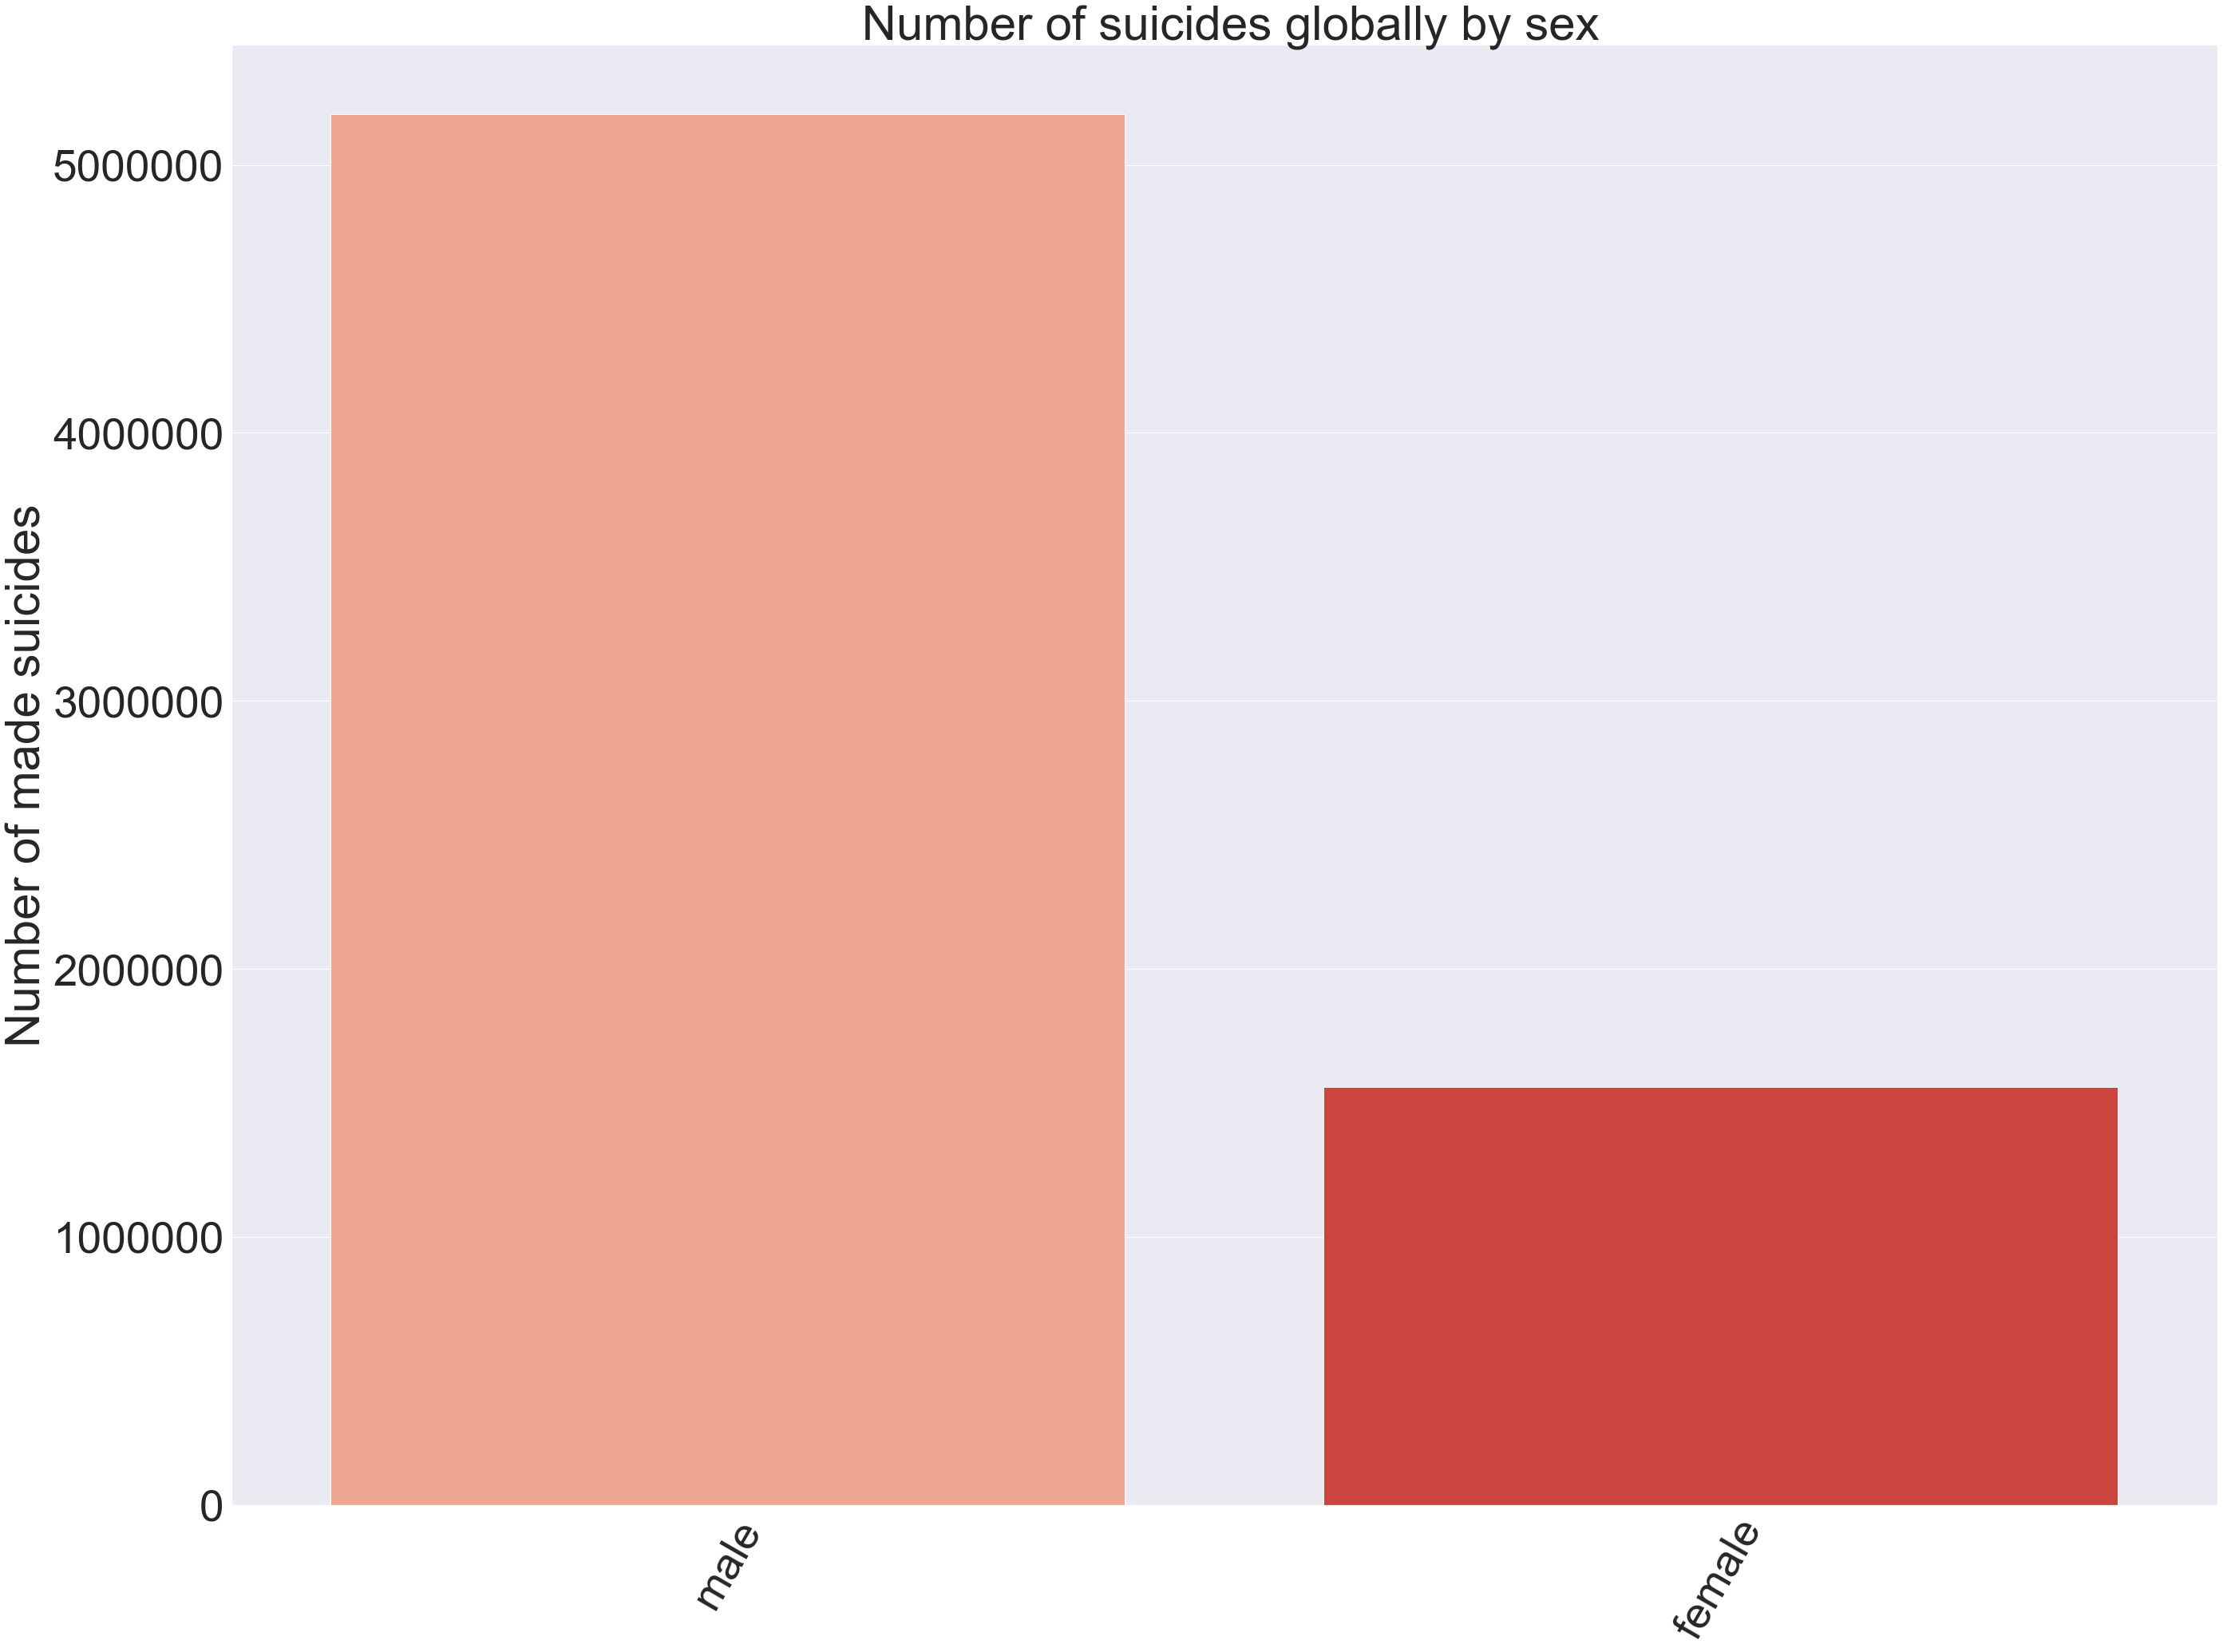 Number of suicides globally by sex
Number of made suicides
5000000
4000000
3000000
2000000
1000000
0
male
female